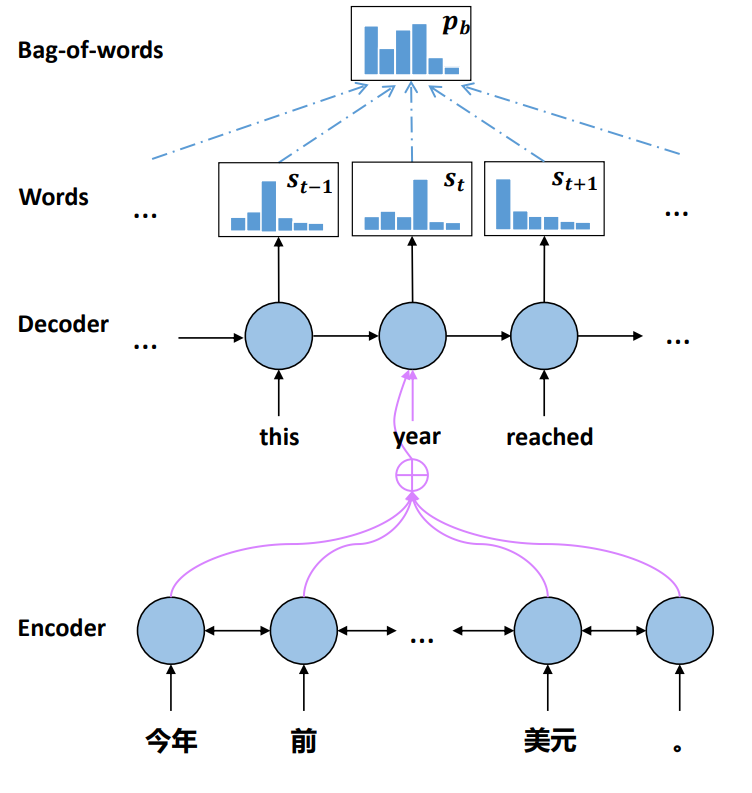 Bag-of-words
p_b
Words
...
s_{t−1}
s_t
s_{t+1}
...
Decoder
...
...
this
year
reached
Encoder
...
今年
前
美元
。